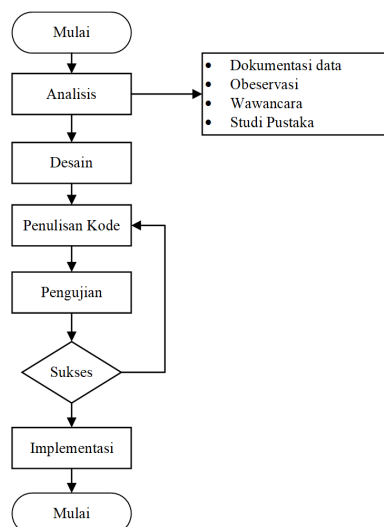 Mulai
Analisis
• Dokumentasi data
• Obeservasi
• Wawancara
• Studi Pustaka
Desain
Penulisan Kode
Pengujian
Sukses
Implementasi
Mulai